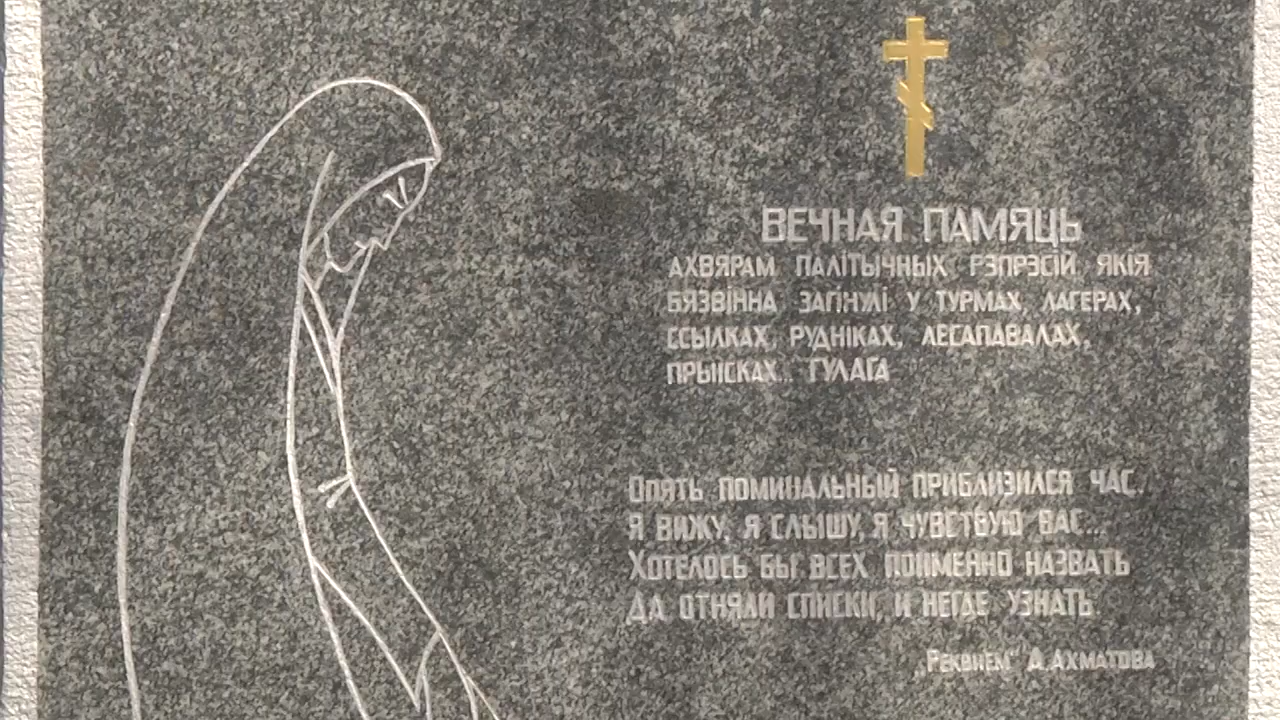 ВЕЧНАЯ ПАМЯЦЬ
АХВЯРАМ ПАЛІТЫЧНЫХ РЭПРЭСІЙ ЯКІЯ
БЯЗВІННА ЗАГІНУЛІ У ТУРМАХ, ЛАГЕРАХ,
ССЫЛКАХ, РУДНІКАХ, ЛЕСАПАВАЛАХ,
ПРЫІСКАХ... ГУЛАГА
ОПЯТЬ ПОМИНАЛЬНЫЙ ПРИБЛИЗИЛСЯ ЧАС.
Я ВИЖУ, Я СЛЫШУ, Я ЧУВСТВУЮ ВАС...
ХОТЕЛОСЬ БЫ ВСЕХ ПОИМЕННО НАЗВАТЬ
ДА ОТНЯЛИ СПИСКИ, И НЕГДЕ УЗНАТЬ
„РЕКВИЕМ" А.АХМАТОВА